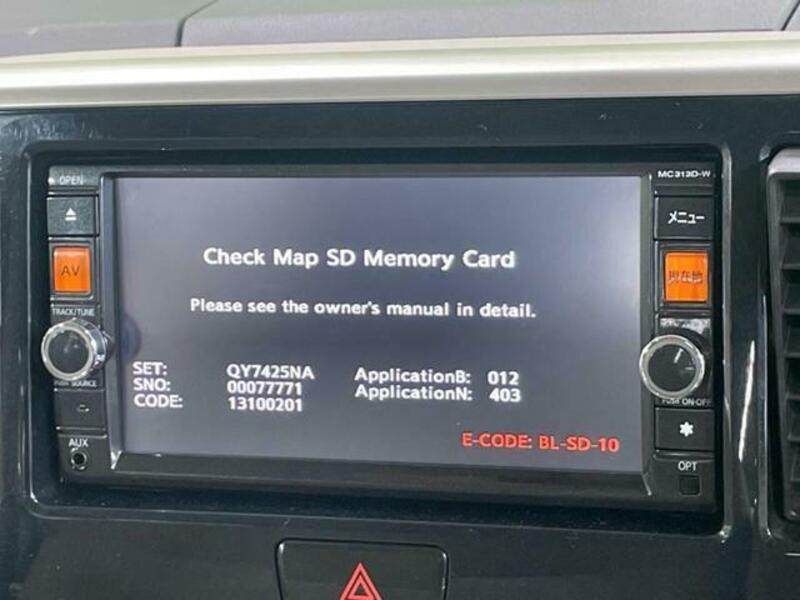 OPEN
MC313D-W
メニュー
AV
現在地
Check Map SD Memory Card
Please see the owner's manual in detail.
TRACK/TUNE
PUSH SOURCE
SET: QY7425NA
SNO: 00077771
CODE: 13100201
ApplicationB: 012
ApplicationN: 403
E-CODE: BL-SD-10
PUSH ON-OFF
AUX
OPT